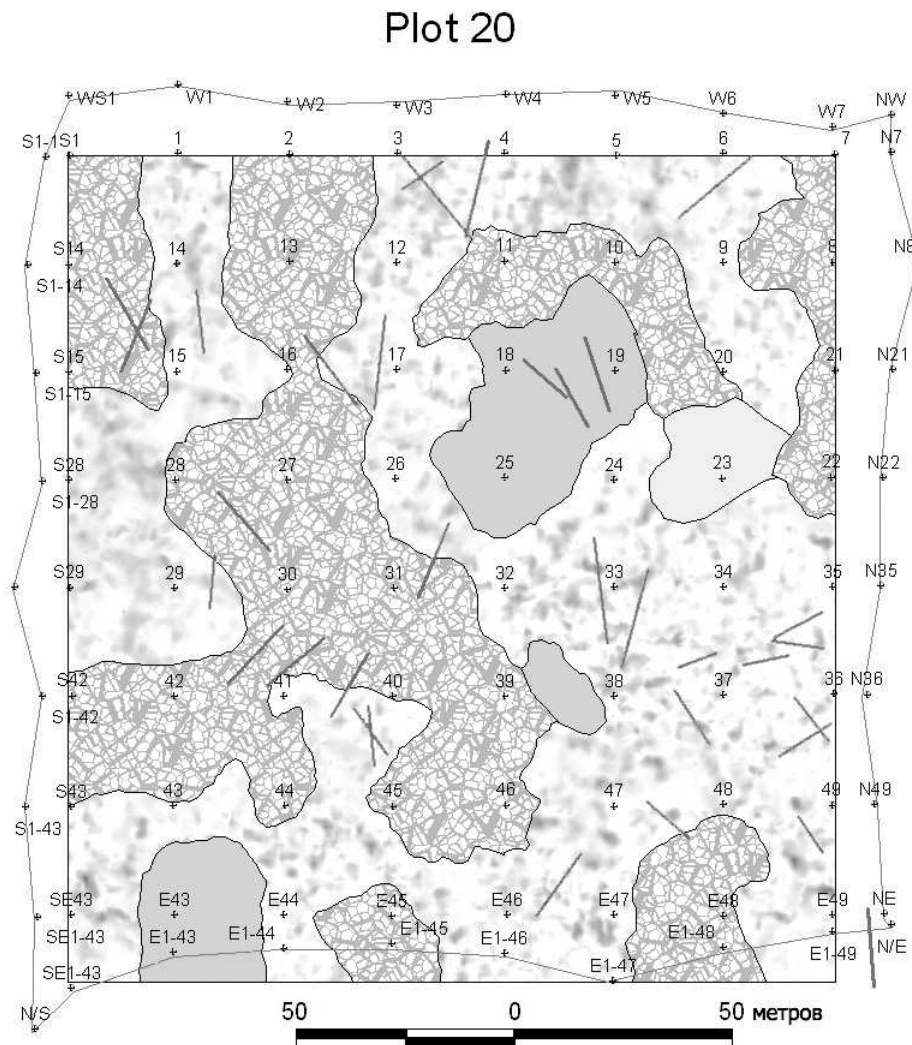 Plot 20
WS1 W1 W2 W3 W4 W5 W6 W7 NW
S1-1 S1 1 2 3 4 5 6 7 N7
S14 14 13 12 11 10 9 8 N8
S1-14
S15 15 16 17 18 19 20 21 N21
S1-15
S28 28 27 26 25 24 23 22 N22
S1-28
S29 29 30 31 32 33 34 35 N35
S42 42 41 40 39 38 37 36 N36
S1-42
S43 43 44 45 46 47 48 49 N49
S1-43
SE43 E43 E44 E45 E46 E47 E48 E49 NE
SE1-43 E1-43 E1-44 E1-45 E1-46 E1-48 E1-49 N/E
SE1-43 E1-47
N/S
50 0 50 метров